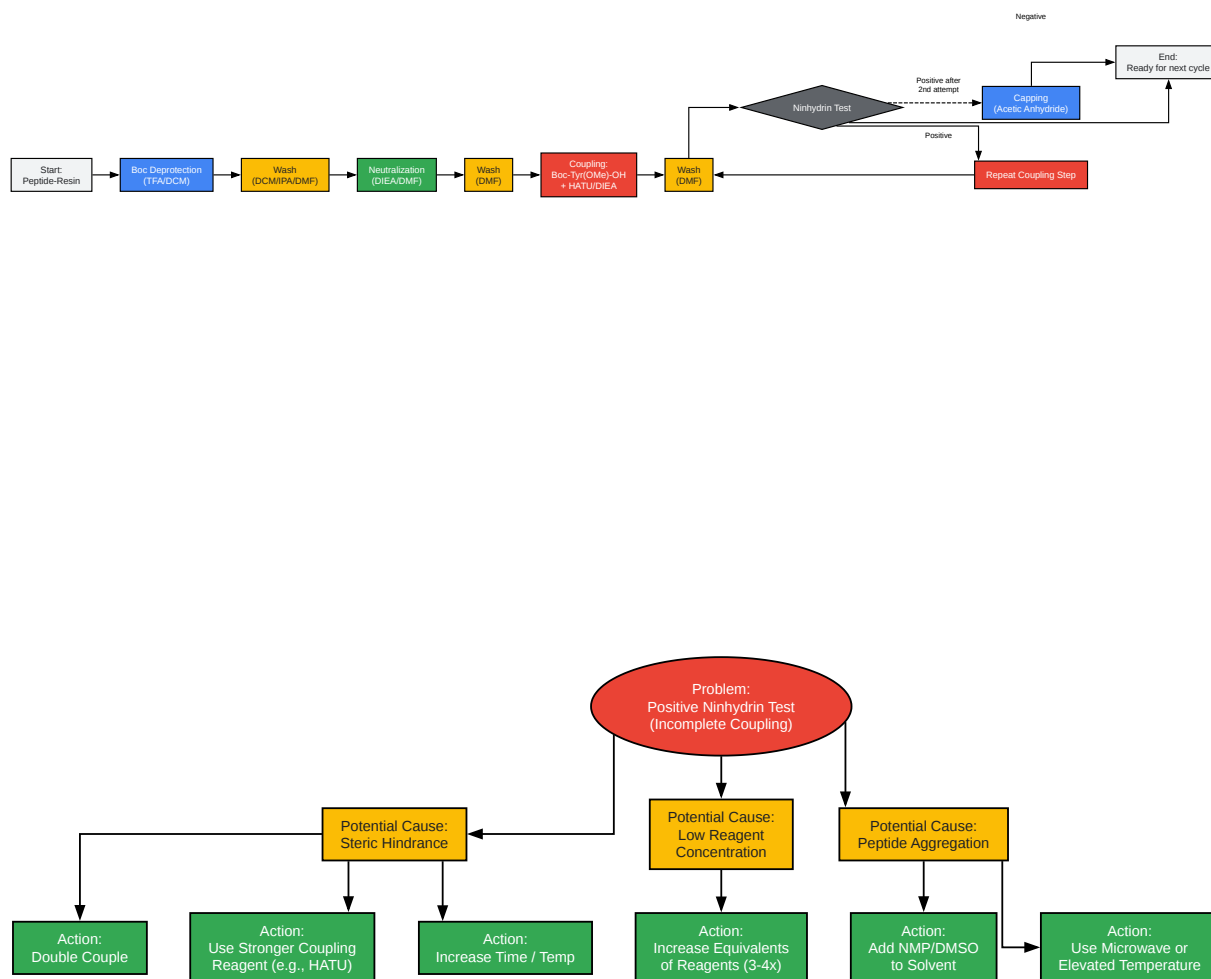 Negative
End:
Ready for next cycle
Positive after
2nd attempt
Capping
(Acetic Anhydride)
Ninhydrin Test
Positive
Start:
Peptide-Resin
Boc Deprotection
(TFA/DCM)
Wash
(DCM/IPA/DMF)
Neutralization
(DIEA/DMF)
Wash
(DMF)
Coupling:
Boc-Tyr(OMe)-OH
+ HATU/DIEA
Wash
(DMF)
Repeat Coupling Step
Problem:
Positive Ninhydrin Test
(Incomplete Coupling)
Potential Cause:
Steric Hindrance
Potential Cause:
Low Reagent
Concentration
Potential Cause:
Peptide Aggregation
Action:
Double Couple
Action:
Use Stronger Coupling
Reagent (e.g., HATU)
Action:
Increase Time / Temp
Action:
Increase Equivalents
of Reagents (3-4x)
Action:
Add NMP/DMSO
to Solvent
Action:
Use Microwave or
Elevated Temperature